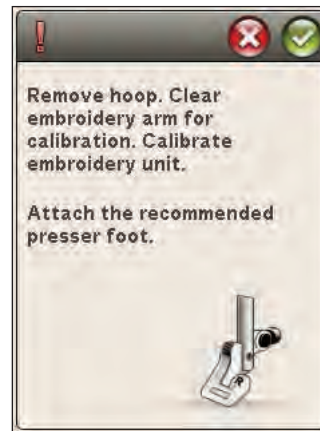 !
Remove hoop. Clear
embroidery arm for
calibration. Calibrate
embroidery unit.
Attach the recommended
presser foot.
R